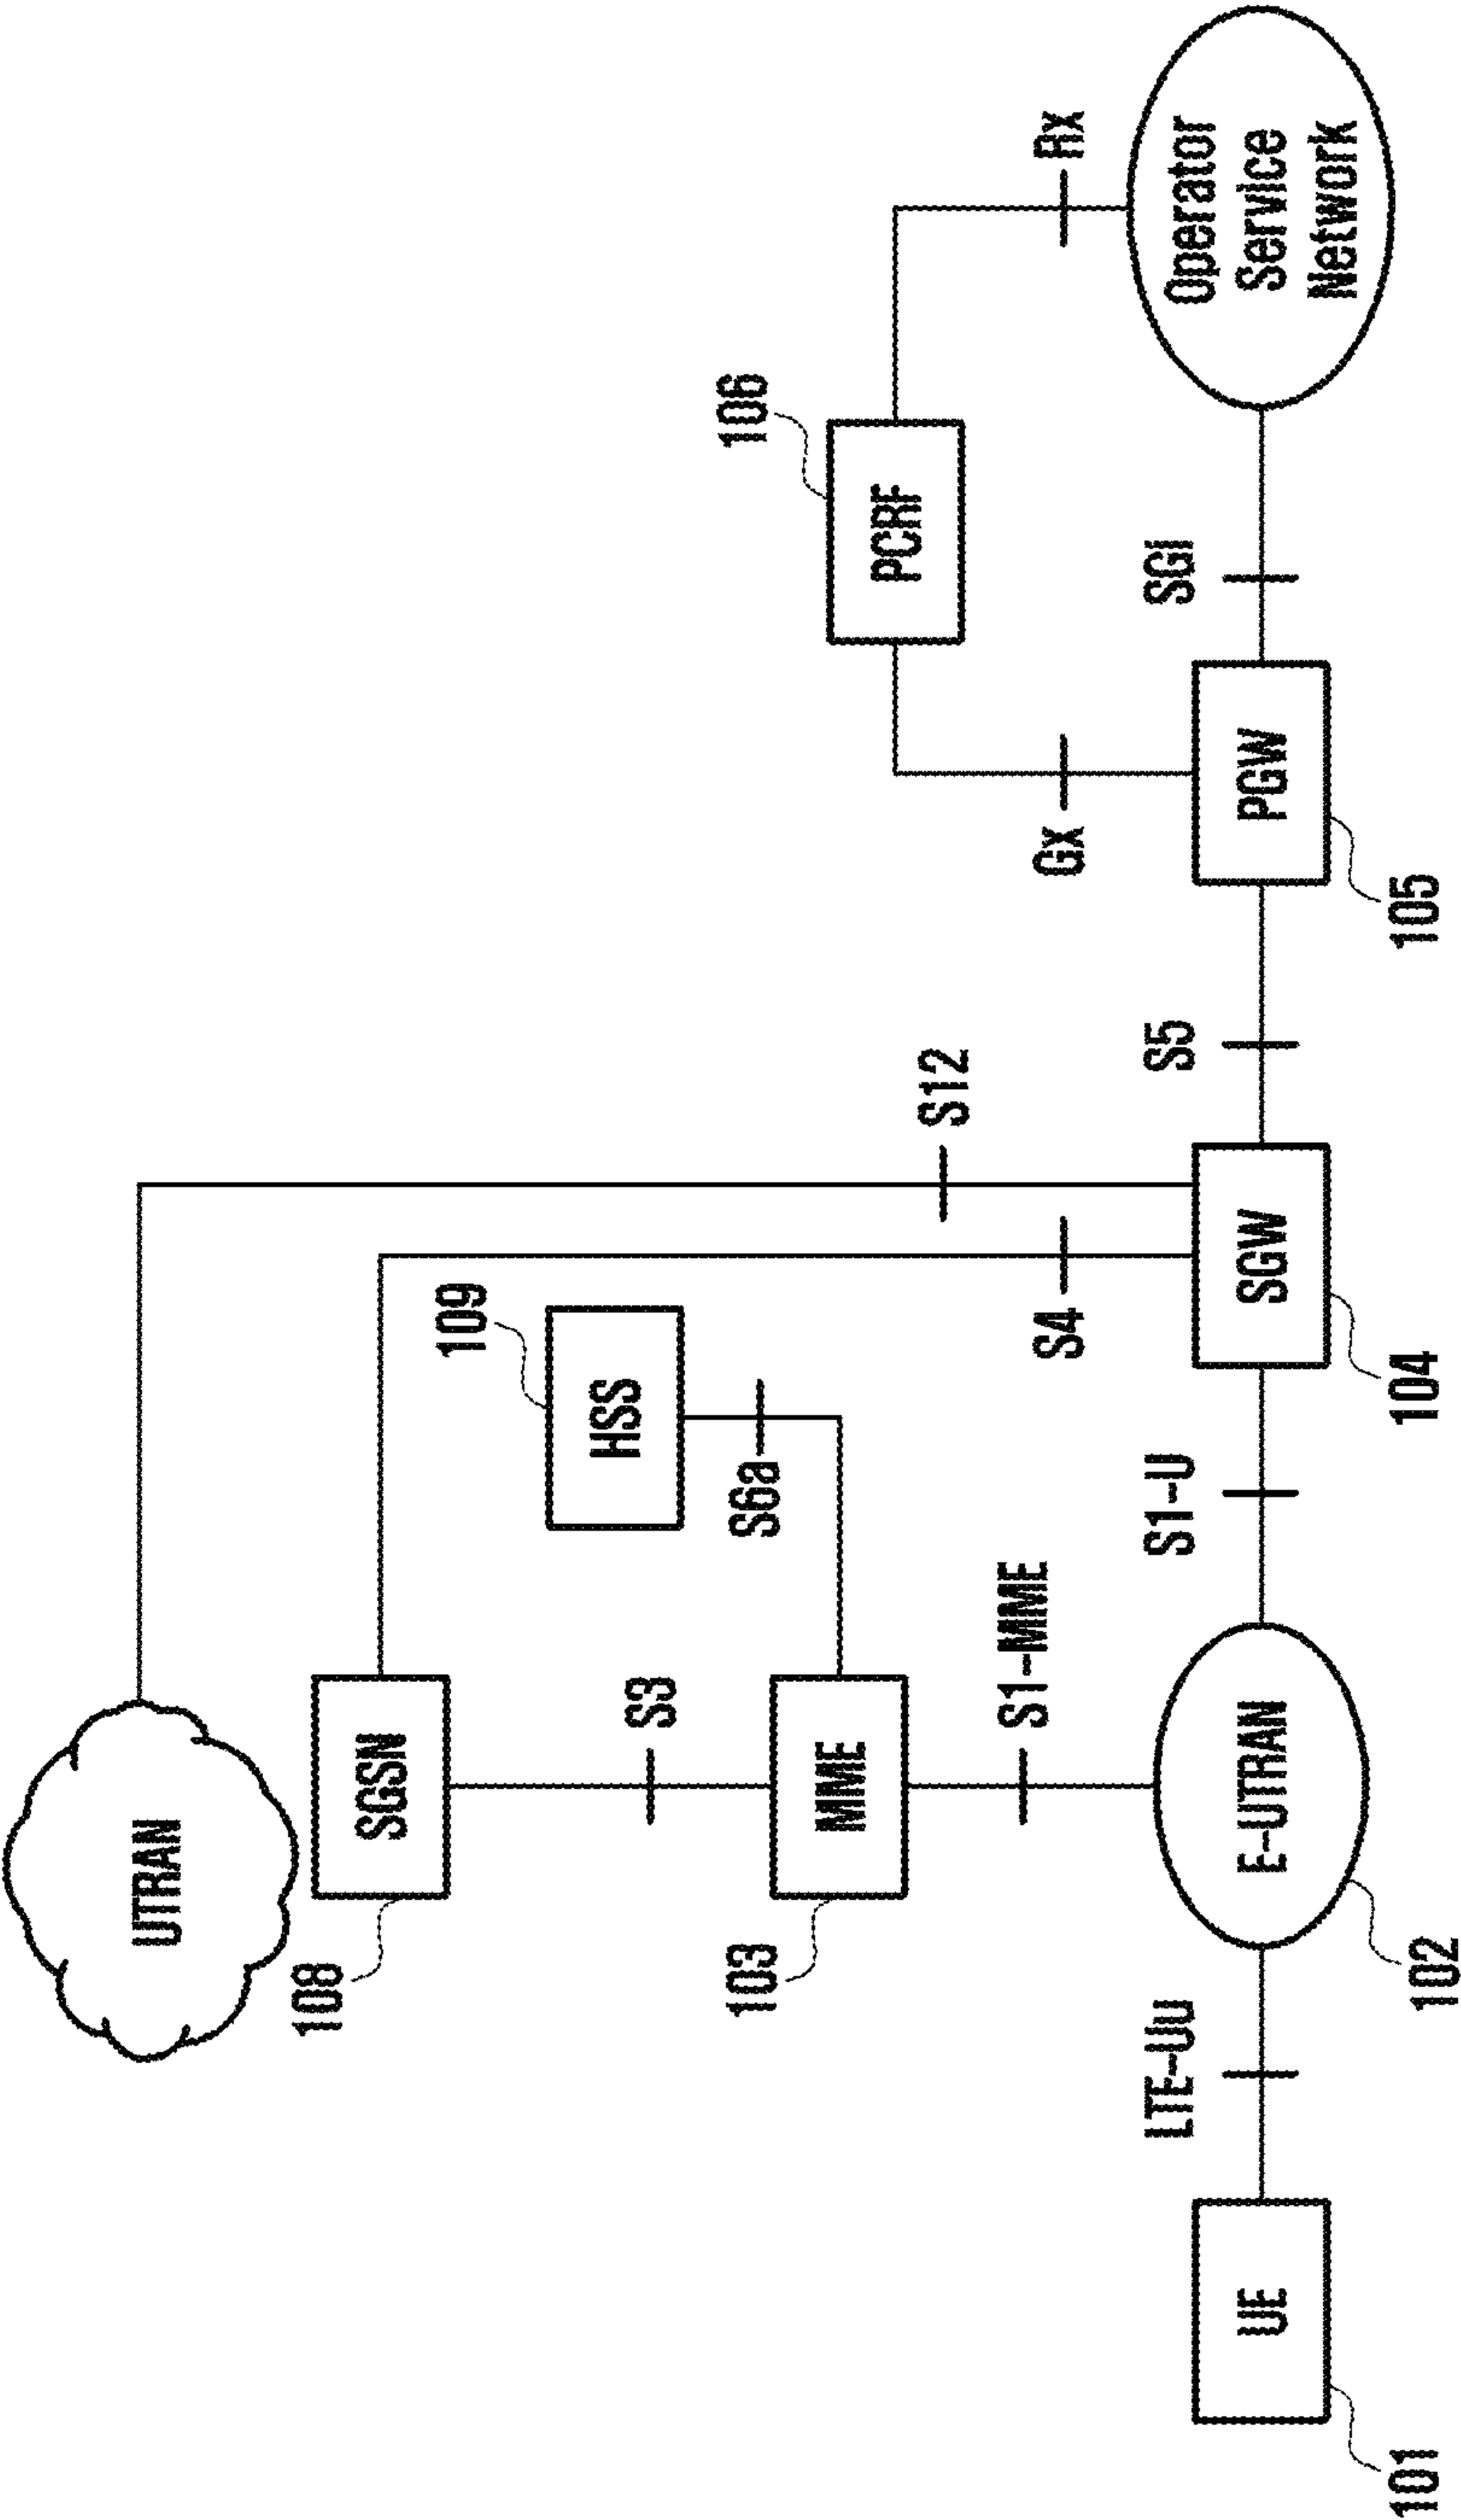 UTRAN
108
SGSN
S3
109
HSS
S6a
S12
103
MME
S4
106
PCRF
S1-MME
Gx
Rx
LTE-Uu
S1-U
S5
SGi
UE
E-UTRAN
SGW
PGW
Operator
Service
Network
101
102
104
105